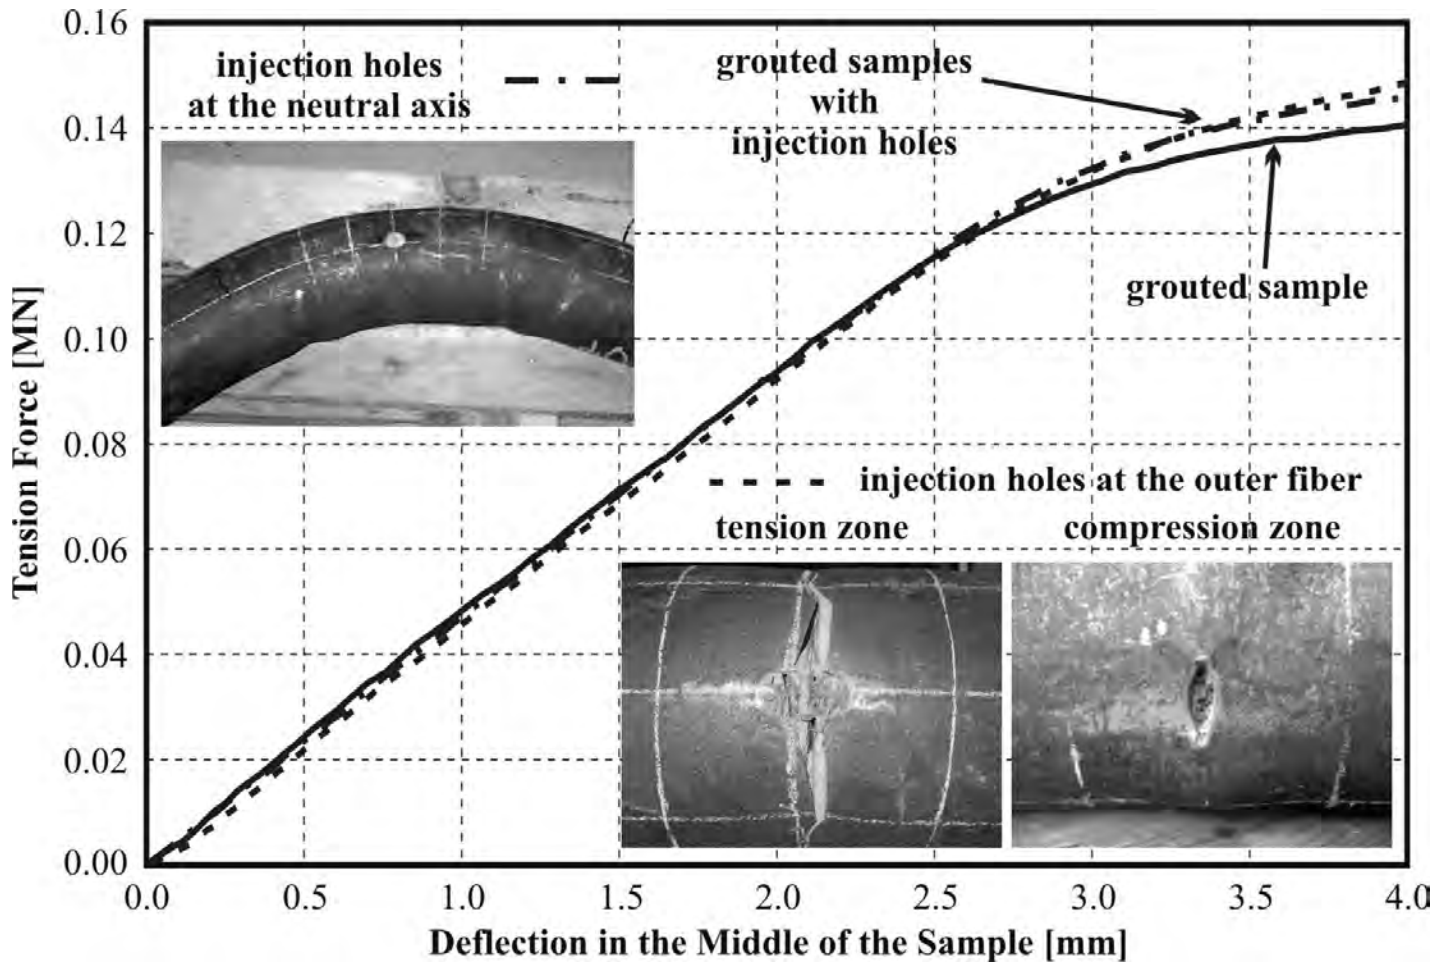 0.16
0.14
0.12
0.10
0.08
0.06
0.04
0.02
0.00
Tension Force [MN]
injection holes
at the neutral axis
grouted samples
with
injection holes
grouted sample
injection holes at the outer fiber
tension zone
compression zone
0.0 0.5 1.0 1.5 2.0 2.5 3.0 3.5 4.0
Deflection in the Middle of the Sample [mm]